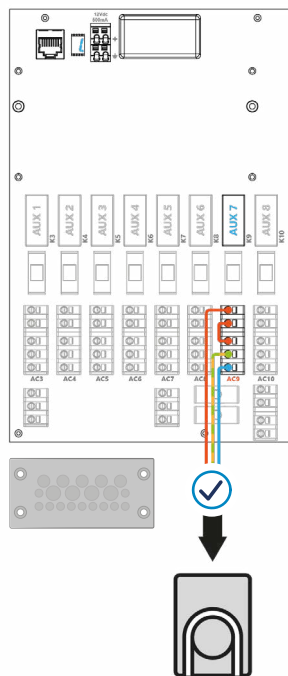 12Vdc
500mA
+
AUX 1
K3
AUX 2
K4
AUX 3
K5
AUX 4
K6
AUX 5
K7
AUX 6
K8
AUX 7
K9
AUX 8
K10
AC3
AC4
AC5
AC6
AC7
AC8
AC9
AC10